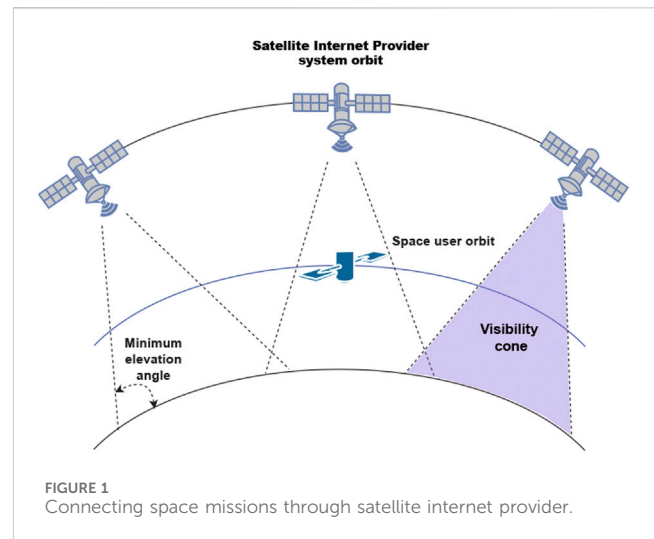 Satellite Internet Provider
system orbit
Space user orbit
Visibility
cone
Minimum
elevation
angle
FIGURE 1
Connecting space missions through satellite internet provider.